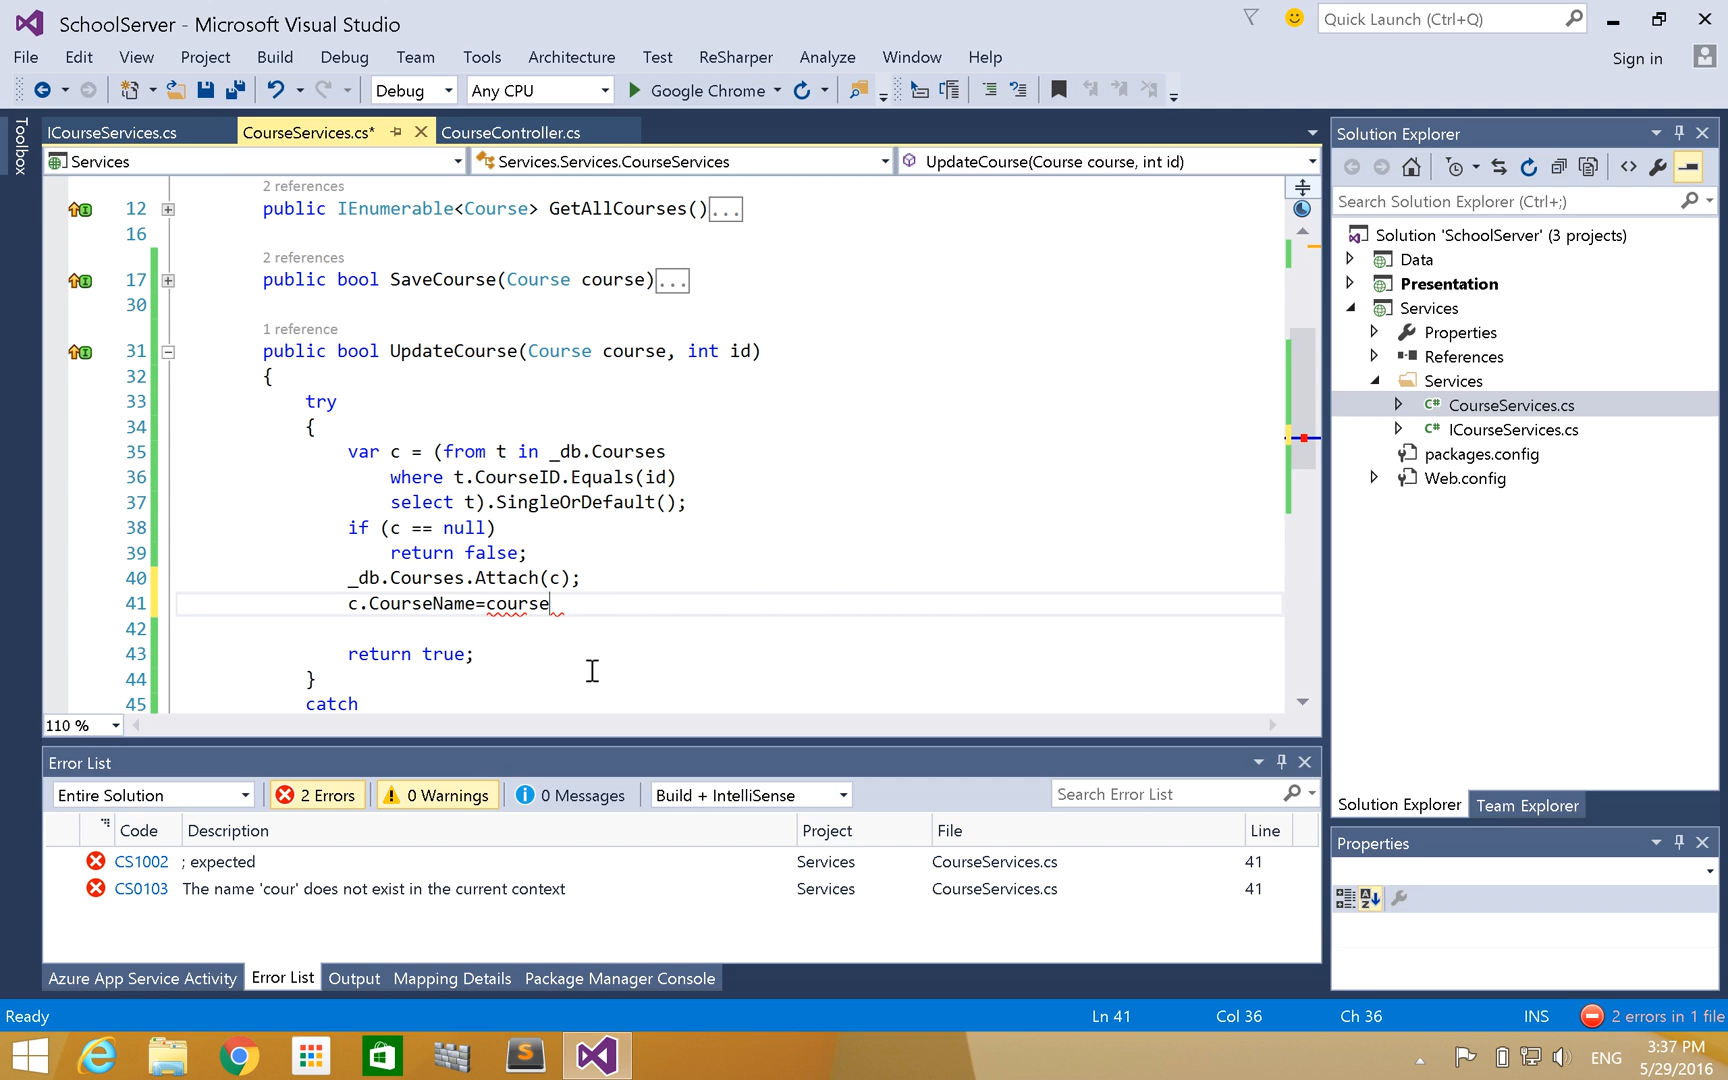 SchoolServer - Microsoft Visual Studio
Quick Launch (Ctrl+Q)
File Edit View Project Build Debug Team Tools Architecture Test ReSharper Analyze Window Help
Sign in
Debug Any CPU Google Chrome
Toolbox
ICourseServices.cs CourseServices.cs* CourseController.cs
Services Services.Services.CourseServices UpdateCourse(Course course, int id)
2 references
12 public IEnumerable<Course> GetAllCourses()...
16
2 references
17 public bool SaveCourse(Course course)...
30
1 reference
31 public bool UpdateCourse(Course course, int id)
32 {
33 try
34 {
35 var c = (from t in _db.Courses
36 where t.CourseID.Equals(id)
37 select t).SingleOrDefault();
38 if (c == null)
39 return false;
40 _db.Courses.Attach(c);
41 c.CourseName=course
42
43 return true;
44 }
45 catch
110 %
Error List
Entire Solution 2 Errors 0 Warnings 0 Messages Build + IntelliSense Search Error List
Code Description Project File Line
CS1002 ; expected Services CourseServices.cs 41
CS0103 The name 'cour' does not exist in the current context Services CourseServices.cs 41
Azure App Service Activity Error List Output Mapping Details Package Manager Console
Solution Explorer
Search Solution Explorer (Ctrl+;)
Solution 'SchoolServer' (3 projects)
Data
Presentation
Services
Properties
References
Services
C# CourseServices.cs
C# ICourseServices.cs
packages.config
Web.config
Solution Explorer Team Explorer
Properties
Ready Ln 41 Col 36 Ch 36 INS 2 errors in 1 file
ENG
3:37 PM
5/29/2016